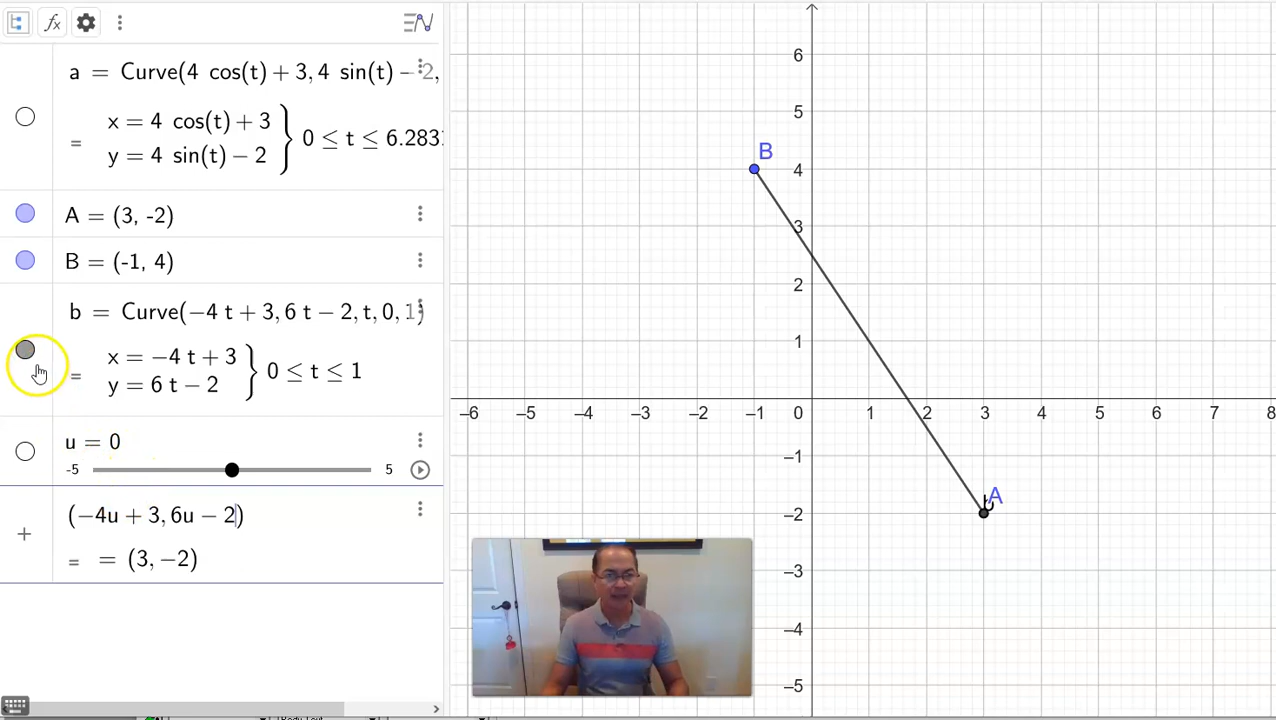 fx
a = Curve(4 cos(t) + 3, 4 sin(t) − 2,
= x = 4 cos(t) + 3
y = 4 sin(t) − 2 } 0 ≤ t ≤ 6.283
A = (3, -2)
B = (-1, 4)
b = Curve(−4 t + 3, 6 t − 2, t, 0, 1)
= x = −4 t + 3
y = 6 t − 2 } 0 ≤ t ≤ 1
u = 0
-5 5
(−4u + 3, 6u − 2)
= = (3, −2)
6
5
B
4
3
2
1
−6 −5 −4 −3 −2 −1 0 1 2 3 4 5 6 7 8
−1
A
−2
−3
−4
−5